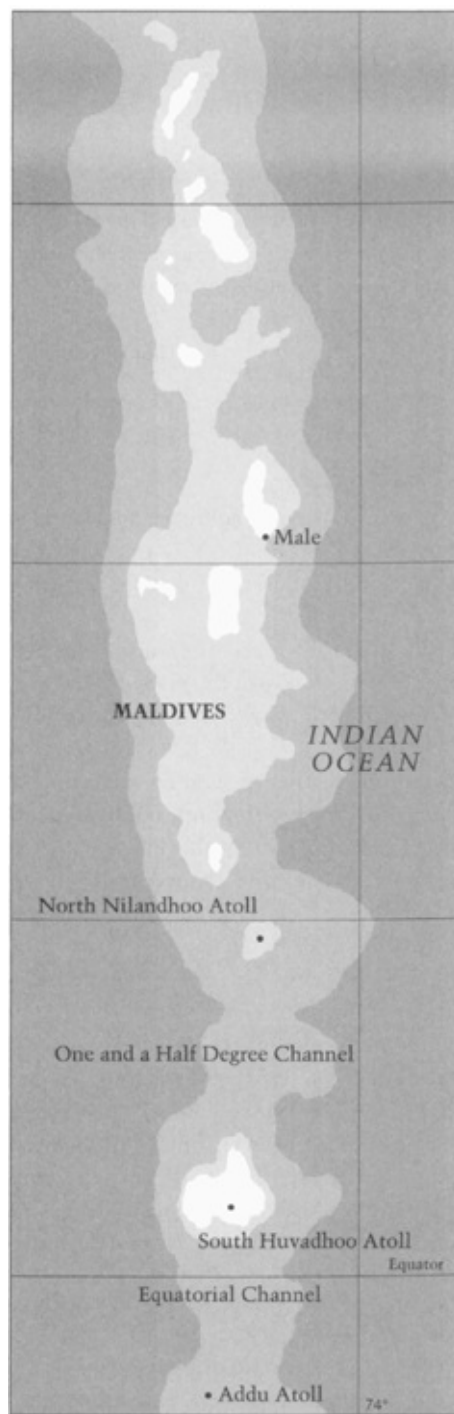 Male
MALDIVES
INDIAN
OCEAN
North Nilandhoo Atoll
One and a Half Degree Channel
South Huvadhoo Atoll
Equator
Equatorial Channel
Addu Atoll
74°